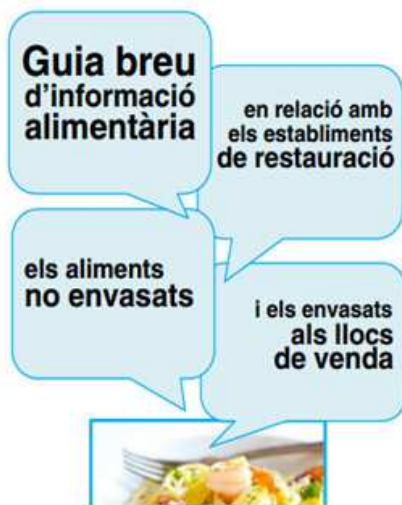 Guia breu
d’informació
alimentària
en relació amb
els establiments
de restauració
els aliments
no envasats
i els envasats
als llocs
de venda